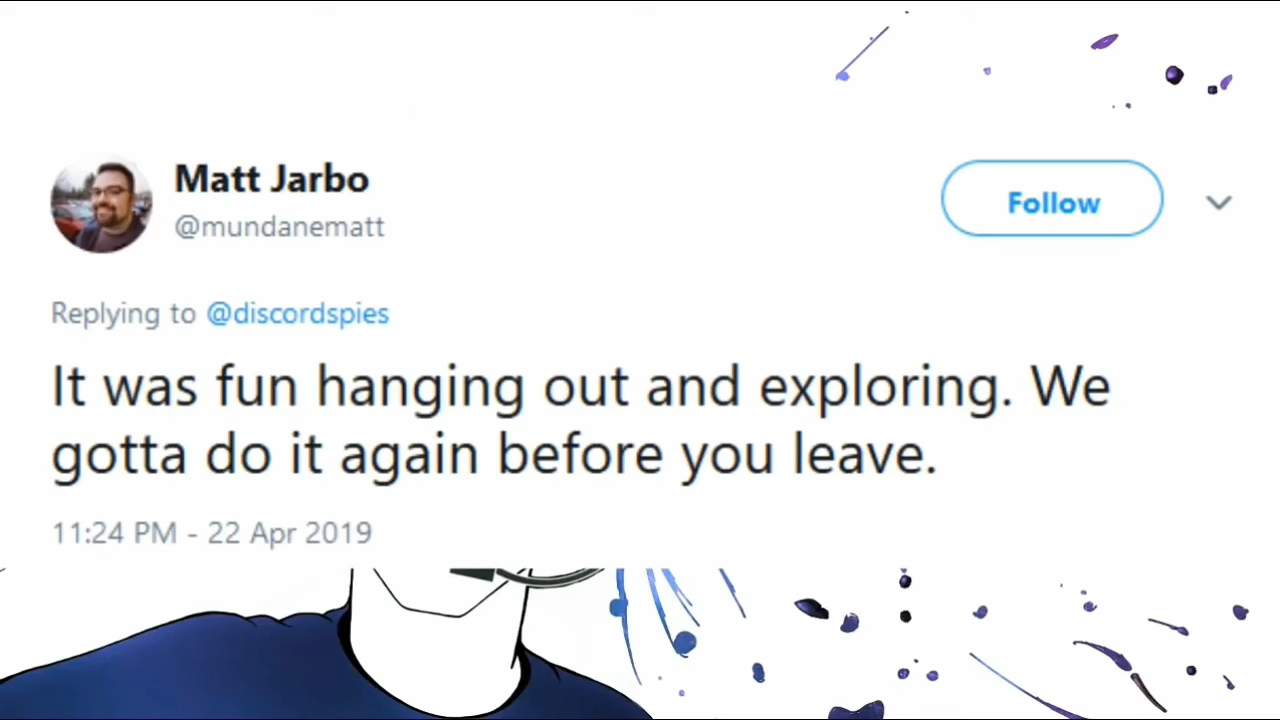 Matt Jarbo
@mundanematt
Follow
Replying to @discordspies
It was fun hanging out and exploring. We
gotta do it again before you leave.
11:24 PM - 22 Apr 2019